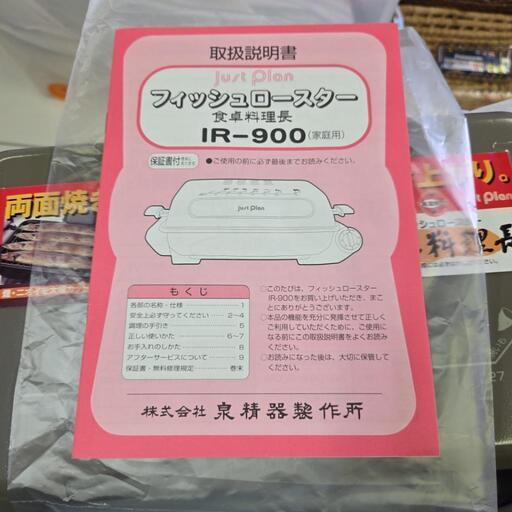 取扱説明書
Just Plan
フィッシュロースター
食卓料理長
IR-900(家庭用)
保証書付
●ご使用の前に必ず最後までお読みください。
Just Plan
もくじ
各部の名称・仕様 ………… 1
安全上必ず守ってください …… 2~4
調理の手引き ………… 5
正しい使いかた ………… 6~7
お手入れのしかた ………… 8
アフターサービスについて …… 9
保証書・無料修理規定 …… 巻末
○このたびは、フィッシュロースター
IR-900をお買い上げいただき、まこ
とにありがとうございます。
○本品の機能を充分に発揮させて正しく
ご利用していただくために、ご使用に
なる前にこの取扱説明書をよくお読み
ください。
○お読みになった後は、大切に保管して
ください。
株式会社 泉精器製作所
両面焼き
り。
st Plan
料理長